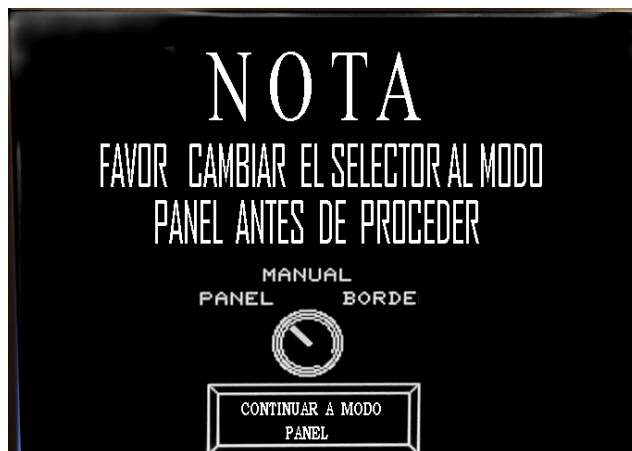 NOTA
FAVOR CAMBIAR EL SELECTOR AL MODO
PANEL ANTES DE PROCEDER
MANUAL
PANEL BORDE
CONTINUAR A MODO
PANEL